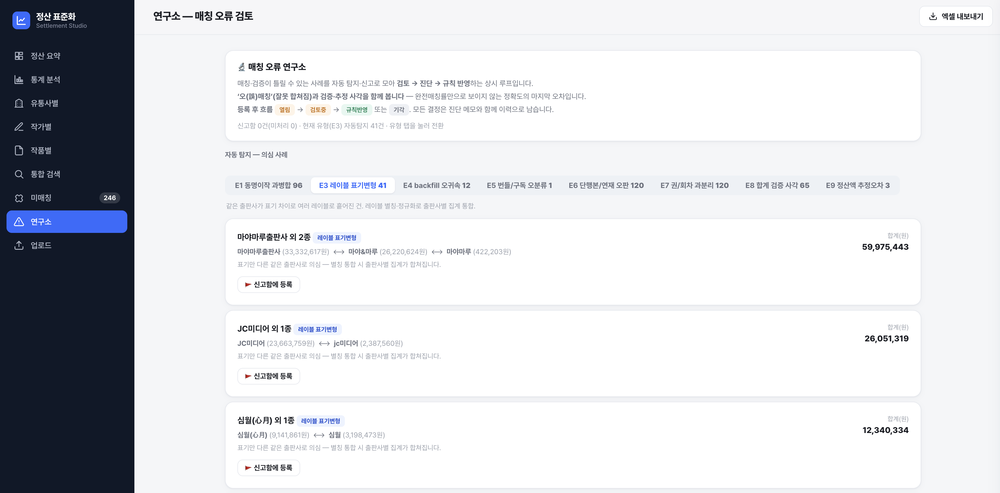 정산 표준화
Settlement Studio
정산 요약
통계 분석
유통사별
작가별
작품별
통합 검색
미매칭 246
연구소
업로드
연구소 — 매칭 오류 검토
엑셀 내보내기
매칭 오류 연구소
매칭·검증이 틀릴 수 있는 사례를 자동 탐지·신고로 모아 검토 → 진단 → 규칙 반영하는 상시 루프입니다.
‘오(誤)매칭’(잘못 합쳐짐)과 검증·추정 사각을 함께 봅니다 — 완전매칭률만으로 보이지 않는 정확도의 마지막 오차입니다.
등록 후 흐름 열림 → 검토중 → 규칙반영 또는 기각. 모든 결정은 진단 메모와 함께 이력으로 남습니다.
신고함 0건(미처리 0) · 현재 유형(E3) 자동탐지 41건 · 유형 탭을 눌러 전환
자동 탐지 — 의심 사례
E1 동명이작 과병합 96 E3 레이블 표기변형 41 E4 backfill 오귀속 12 E5 번들/구독 오분류 1 E6 단행본/연재 오판 120 E7 권/회차 과분리 120 E8 합계 검증 사각 65 E9 정산액 추정오차 3
같은 출판사가 표기 차이로 여러 레이블로 흩어진 건. 레이블 별칭·정규화로 출판사별 집계 통합.
마야마루출판사 외 2종 레이블 표기변형
마야마루출판사 (33,332,617원) ⟷ 마야&마루 (26,220,624원) ⟷ 마야마루 (422,203원)
표기만 다른 같은 출판사로 의심 — 별칭 통합 시 출판사별 집계가 합쳐집니다.
신고함에 등록
합계(원)
59,975,443
JC미디어 외 1종 레이블 표기변형
JC미디어 (23,663,759원) ⟷ jc미디어 (2,387,560원)
표기만 다른 같은 출판사로 의심 — 별칭 통합 시 출판사별 집계가 합쳐집니다.
신고함에 등록
합계(원)
26,051,319
심월(心月) 외 1종 레이블 표기변형
심월(心月) (9,141,861원) ⟷ 심월 (3,198,473원)
표기만 다른 같은 출판사로 의심 — 별칭 통합 시 출판사별 집계가 합쳐집니다.
신고함에 등록
합계(원)
12,340,334